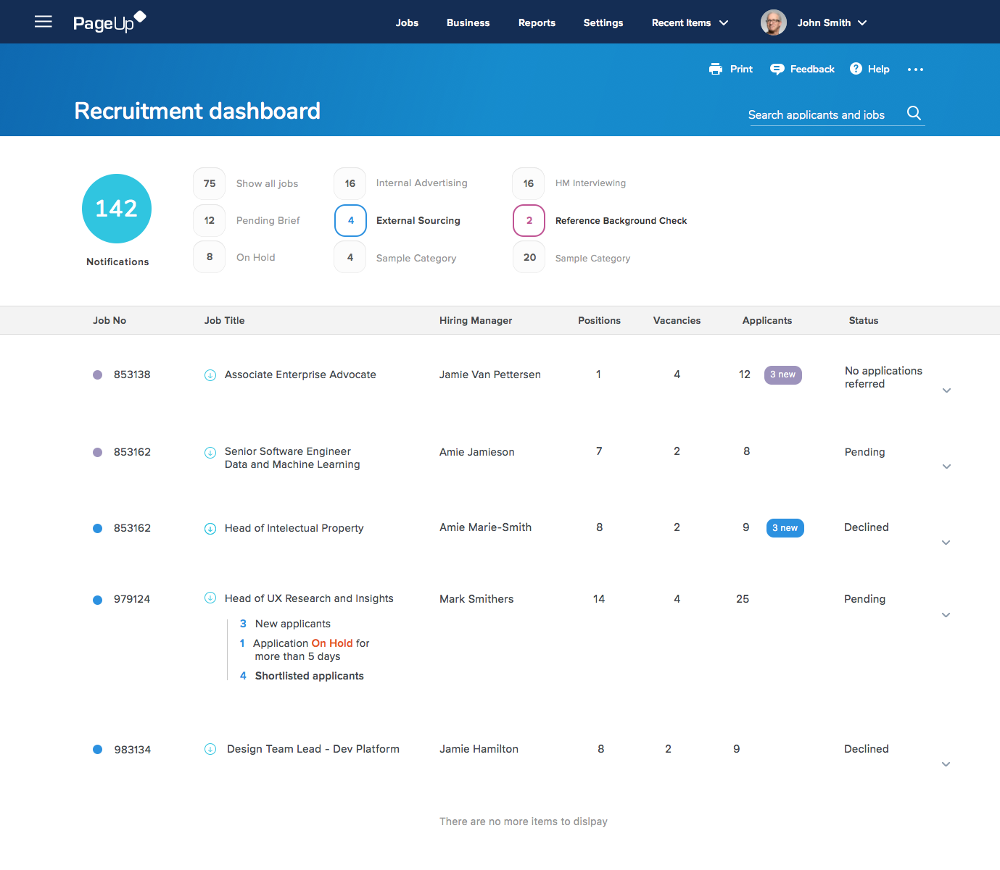 PageUp
Jobs
Business
Reports
Settings
Recent Items
John Smith
Print
Feedback
? Help
Recruitment dashboard
Search applicants and jobs
142
Notifications
75 Show all jobs
16 Internal Advertising
16 HM Interviewing
12 Pending Brief
4 External Sourcing
2 Reference Background Check
8 On Hold
4 Sample Category
20 Sample Category
Job No Job Title Hiring Manager Positions Vacancies Applicants Status
853138 Associate Enterprise Advocate Jamie Van Pettersen 1 4 12 3 new No applications
referred
853162 Senior Software Engineer Amie Jamieson 7 2 8 Pending
Data and Machine Learning
853162 Head of Intelectual Property Amie Marie-Smith 8 2 9 3 new Declined
979124 Head of UX Research and Insights Mark Smithers 14 4 25 Pending
3 New applicants
1 Application On Hold for
more than 5 days
4 Shortlisted applicants
983134 Design Team Lead - Dev Platform Jamie Hamilton 8 2 9 Declined
There are no more items to dislpay